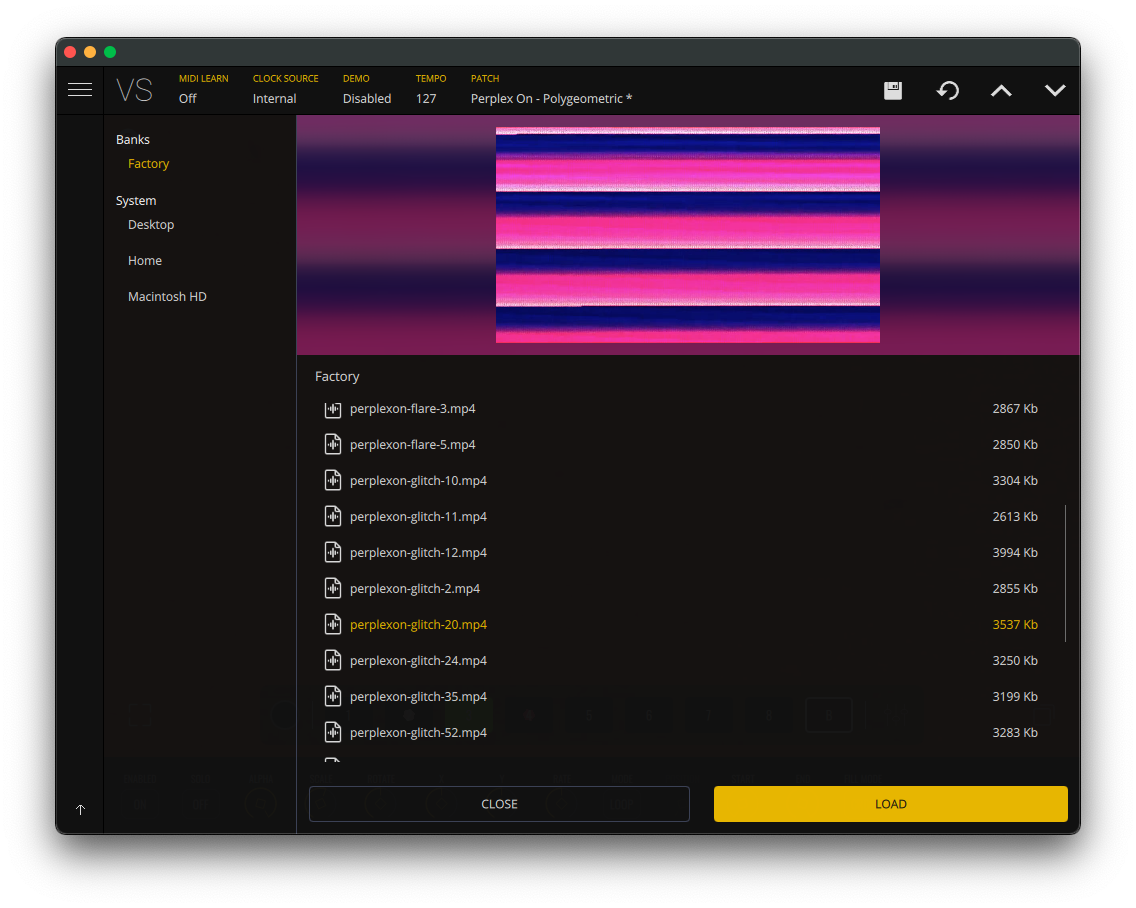 VS
MIDI LEARN CLOCK SOURCE DEMO TEMPO PATCH
Off Internal Disabled 127 Perplex On - Polygeometric *
Banks
Factory
System
Desktop
Home
Macintosh HD
Factory
perplexon-flare-3.mp4 2867 Kb
perplexon-flare-5.mp4 2850 Kb
perplexon-glitch-10.mp4 3304 Kb
perplexon-glitch-11.mp4 2613 Kb
perplexon-glitch-12.mp4 3994 Kb
perplexon-glitch-2.mp4 2855 Kb
perplexon-glitch-20.mp4 3537 Kb
perplexon-glitch-24.mp4 3250 Kb
perplexon-glitch-35.mp4 3199 Kb
perplexon-glitch-52.mp4 3283 Kb
CLOSE LOAD